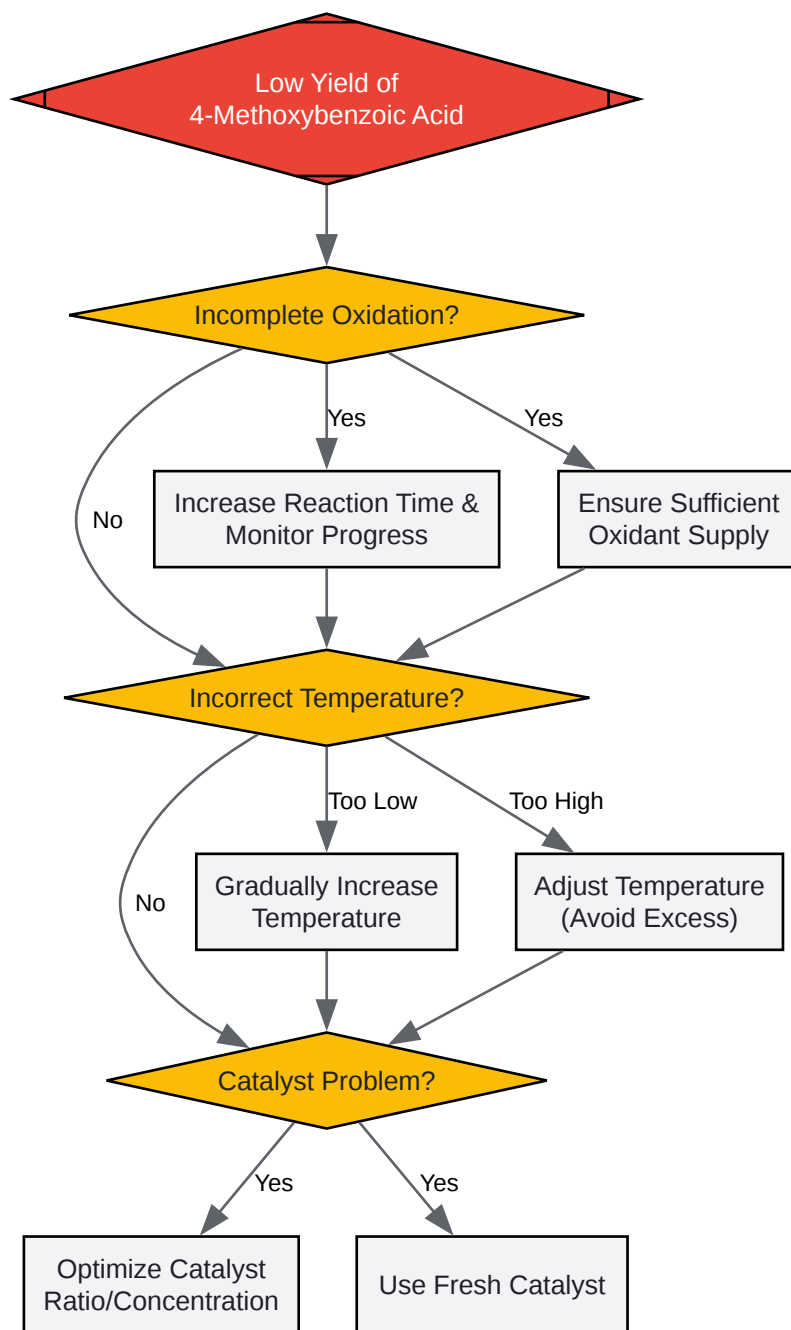 Low Yield of
4-Methoxybenzoic Acid
Incomplete Oxidation?
Yes
Yes
No
Increase Reaction Time &
Monitor Progress
Ensure Sufficient
Oxidant Supply
Incorrect Temperature?
Too Low
Too High
No
Gradually Increase
Temperature
Adjust Temperature
(Avoid Excess)
Catalyst Problem?
Yes
Yes
Optimize Catalyst
Ratio/Concentration
Use Fresh Catalyst